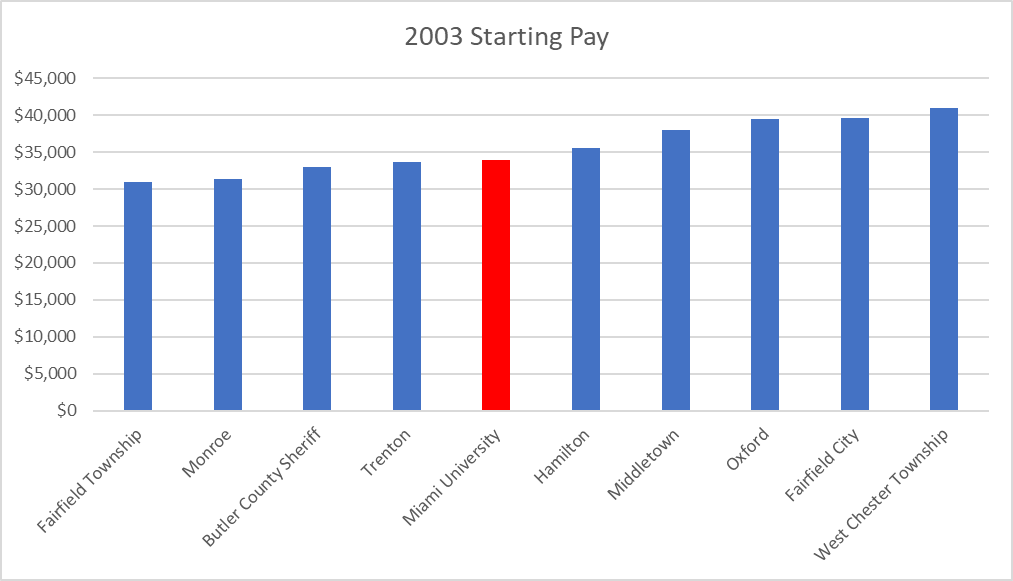 2003 Starting Pay
$45,000
$40,000
$35,000
$30,000
$25,000
$20,000
$15,000
$10,000
$5,000
$0
Fairfield Township
Monroe
Butler County Sheriff
Trenton
Miami University
Hamilton
Middletown
Oxford
Fairfield City
West Chester Township